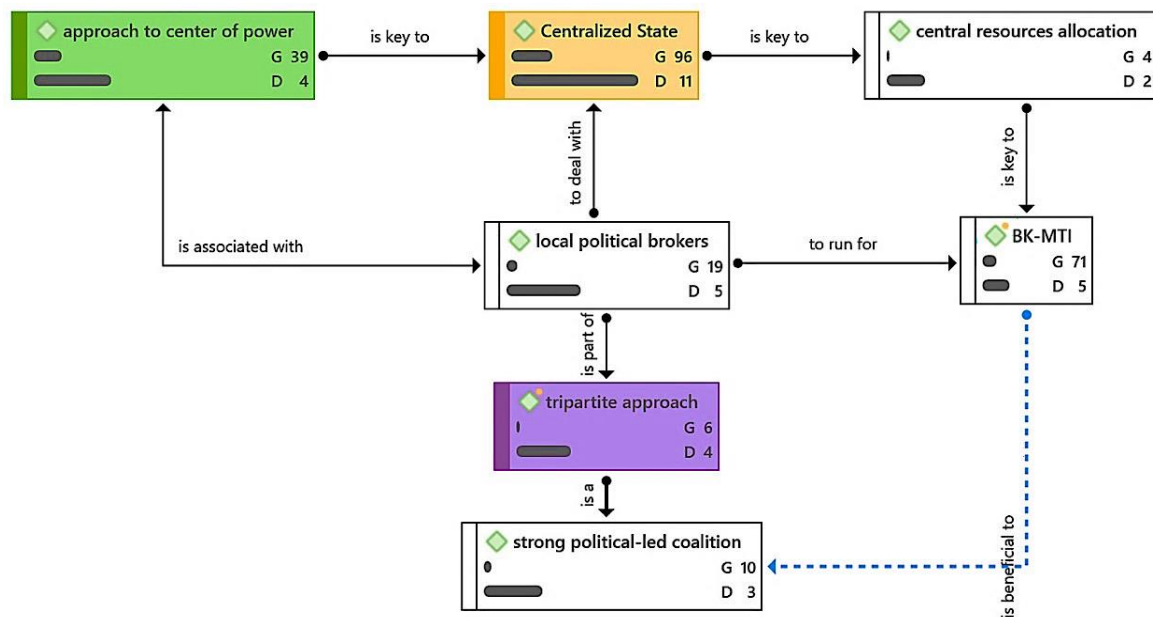 approach to center of power
G 39
D 4
is key to
Centralized State
G 96
D 11
is key to
central resources allocation
G 4
D 2
to deal with
is key to
is associated with
local political brokers
G 19
D 5
to run for
BK-MTI
G 71
D 5
is part of
tripartite approach
G 6
D 4
is a
strong political-led coalition
G 10
D 3
is beneficial to